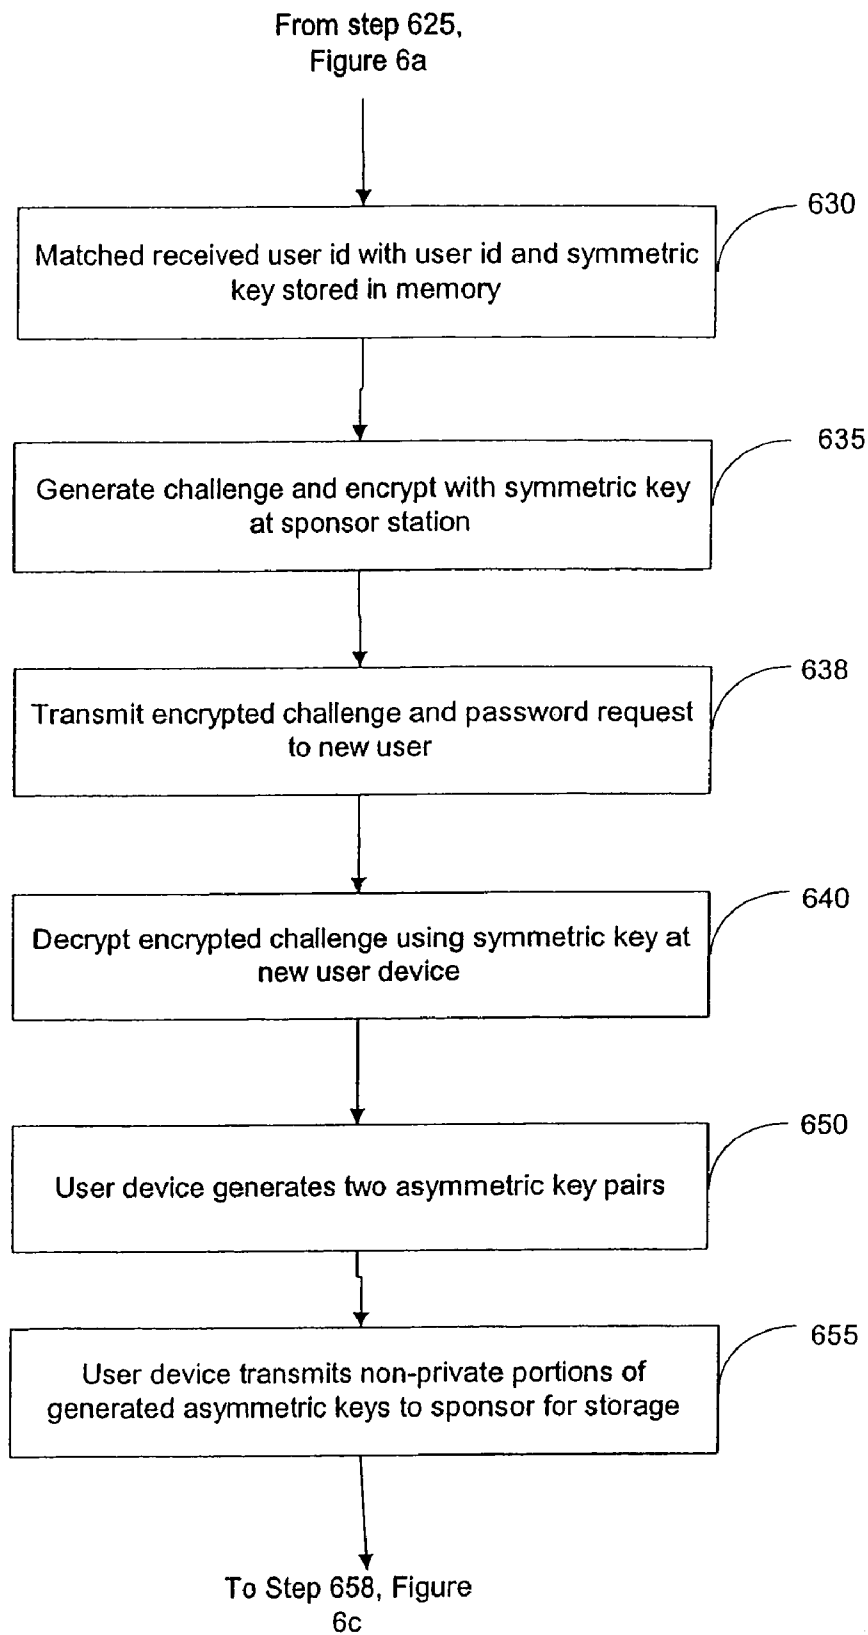 From step 625,
Figure 6a
630
Matched received user id with user id and symmetric
key stored in memory
635
Generate challenge and encrypt with symmetric key
at sponsor station
638
Transmit encrypted challenge and password request
to new user
640
Decrypt encrypted challenge using symmetric key at
new user device
650
User device generates two asymmetric key pairs
655
User device transmits non-private portions of
generated asymmetric keys to sponsor for storage
To Step 658, Figure
6c